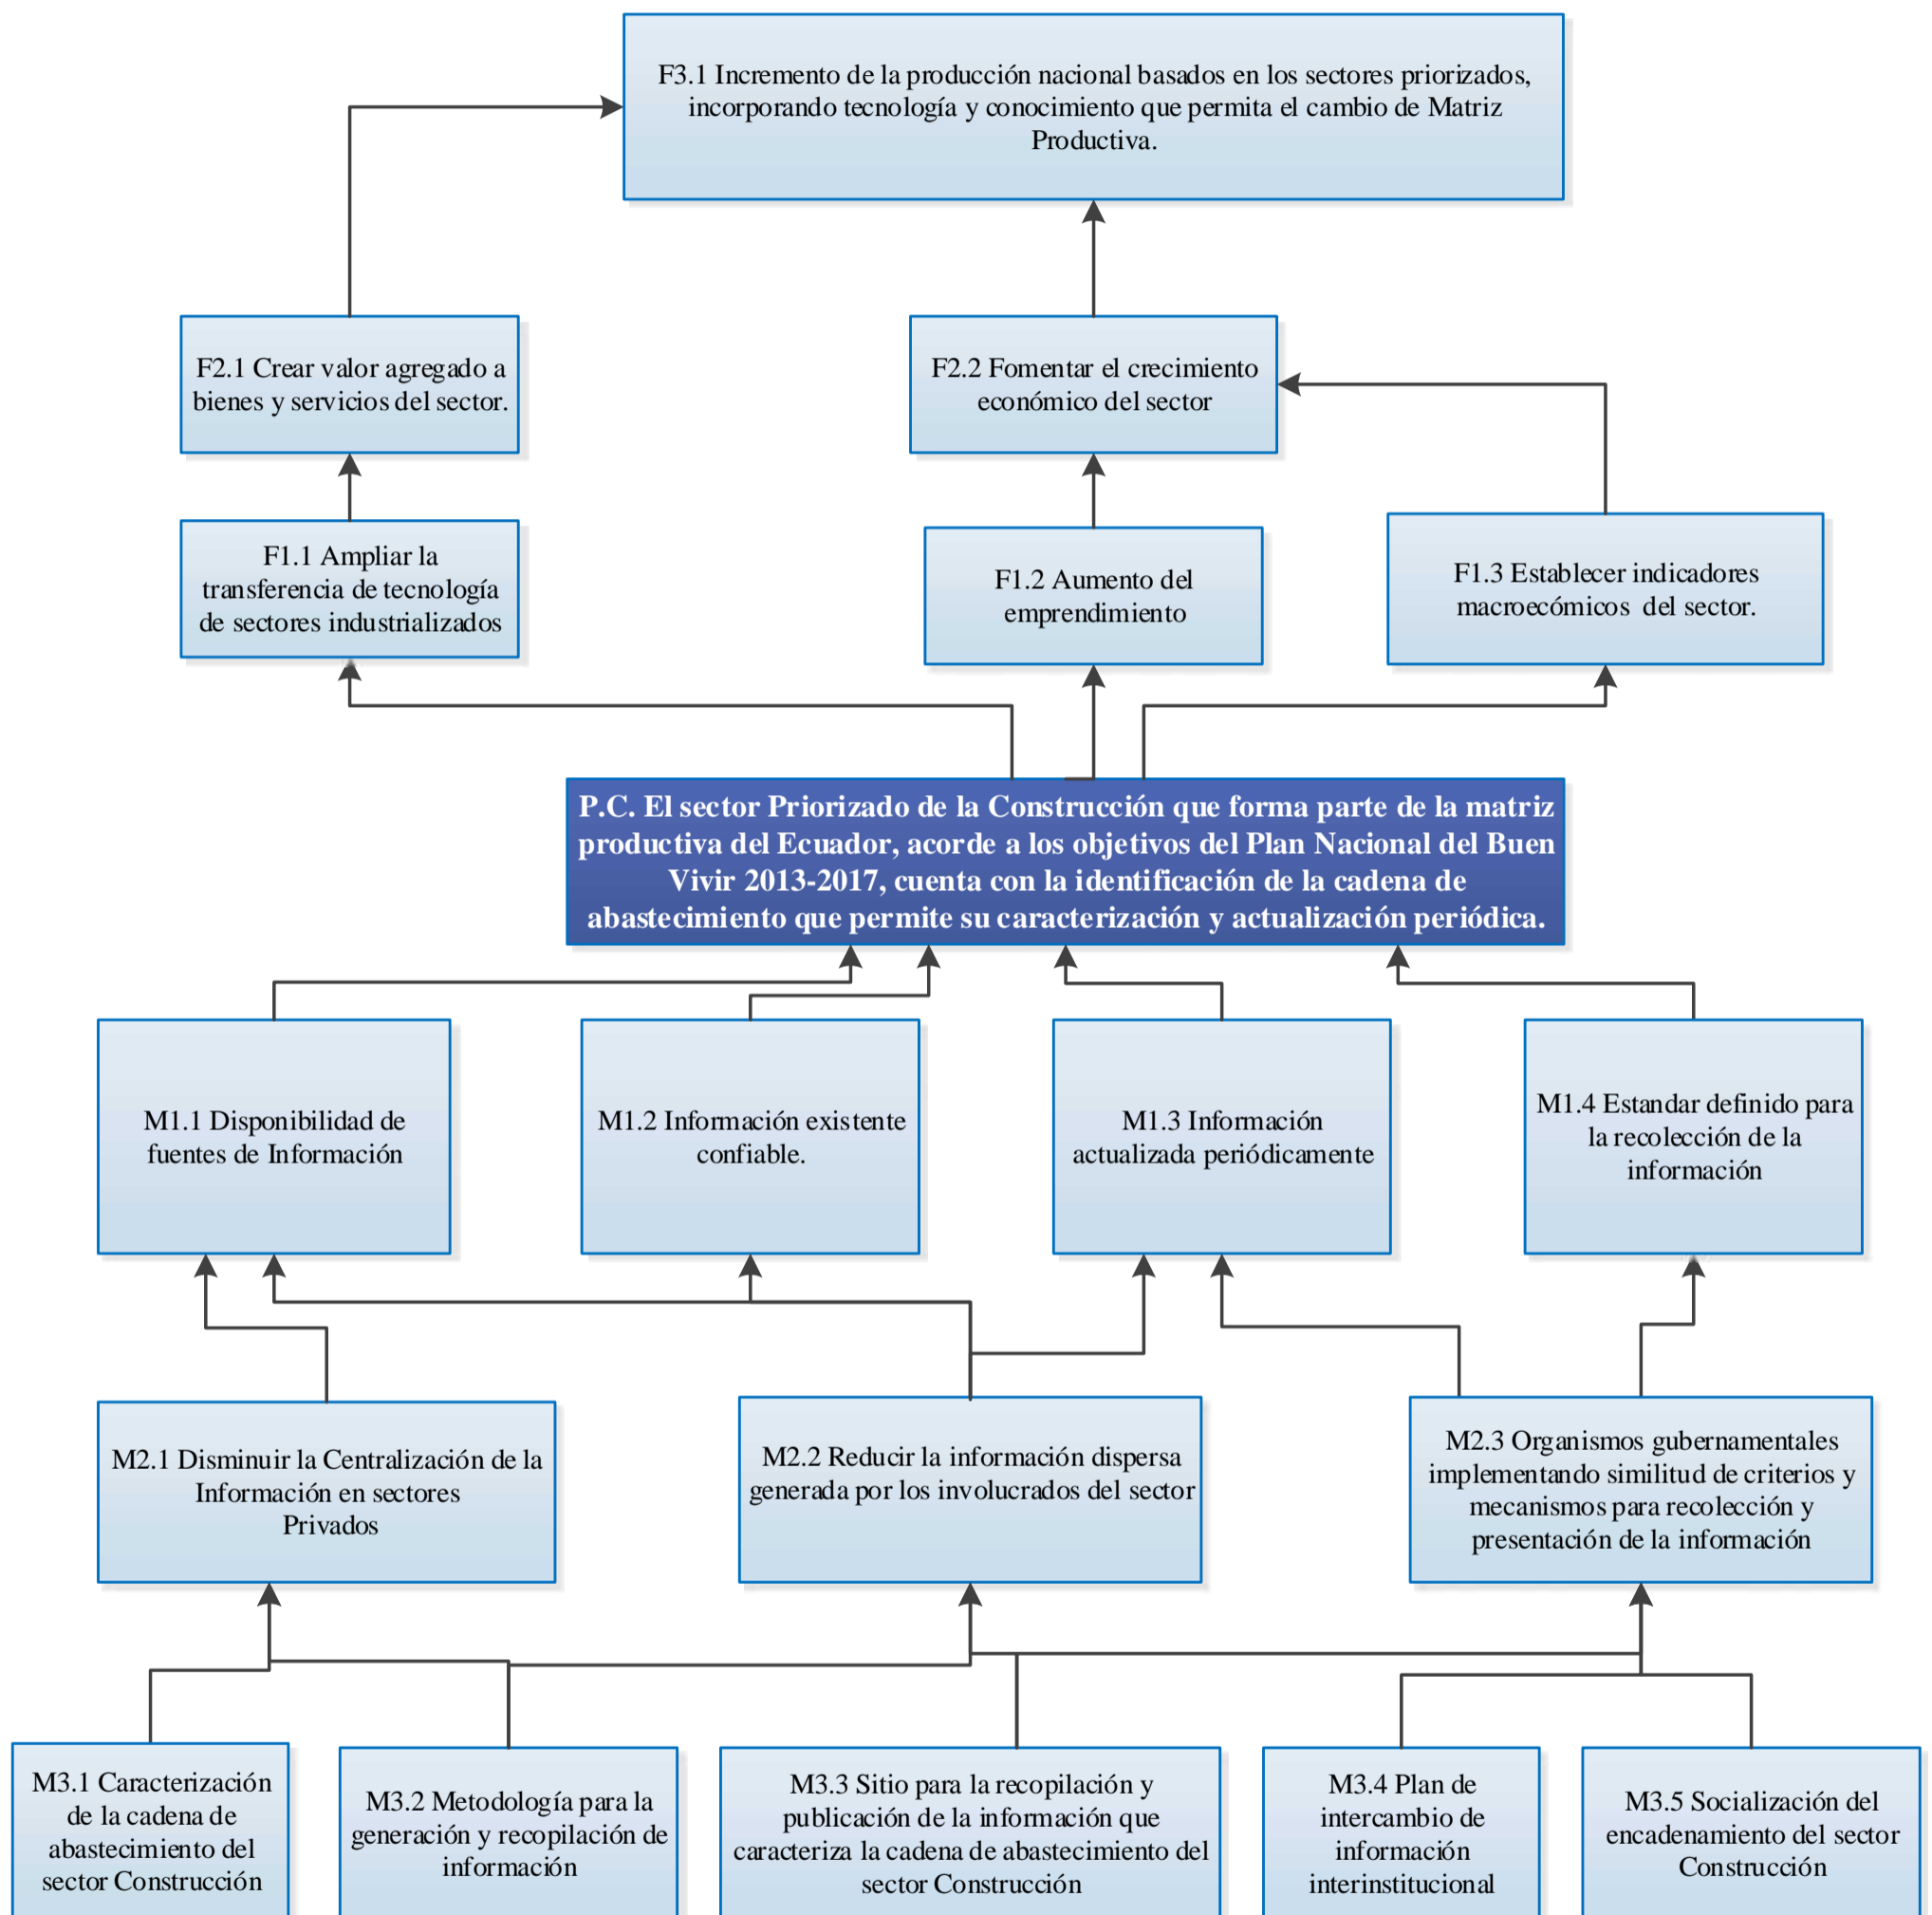 F3.1 Incremento de la producción nacional basados en los sectores priorizados,
incorporando tecnología y conocimiento que permita el cambio de Matriz
Productiva.
F2.1 Crear valor agregado a
bienes y servicios del sector.
F2.2 Fomentar el crecimiento
económico del sector
F1.1 Ampliar la
transferencia de tecnología
de sectores industrializados
F1.2 Aumento del
emprendimiento
F1.3 Establecer indicadores
macroecómicos del sector.
P.C. El sector Priorizado de la Construcción que forma parte de la matriz
productiva del Ecuador, acorde a los objetivos del Plan Nacional del Buen
Vivir 2013-2017, cuenta con la identificación de la cadena de
abastecimiento que permite su caracterización y actualización periódica.
M1.1 Disponibilidad de
fuentes de Información
M1.2 Información existente
confiable.
M1.3 Información
actualizada periódicamente
M1.4 Estandar definido para
la recolección de la
información
M2.1 Disminuir la Centralización de la
Información en sectores
Privados
M2.2 Reducir la información dispersa
generada por los involucrados del sector
M2.3 Organismos gubernamentales
implementando similitud de criterios y
mecanismos para recolección y
presentación de la información
M3.1 Caracterización
de la cadena de
abastecimiento del
sector Construcción
M3.2 Metodología para la
generación y recopilación de
información
M3.3 Sitio para la recopilación y
publicación de la información que
caracteriza la cadena de abastecimiento del
sector Construcción
M3.4 Plan de
intercambio de
información
interinstitucional
M3.5 Socialización del
encadenamiento del sector
Construcción